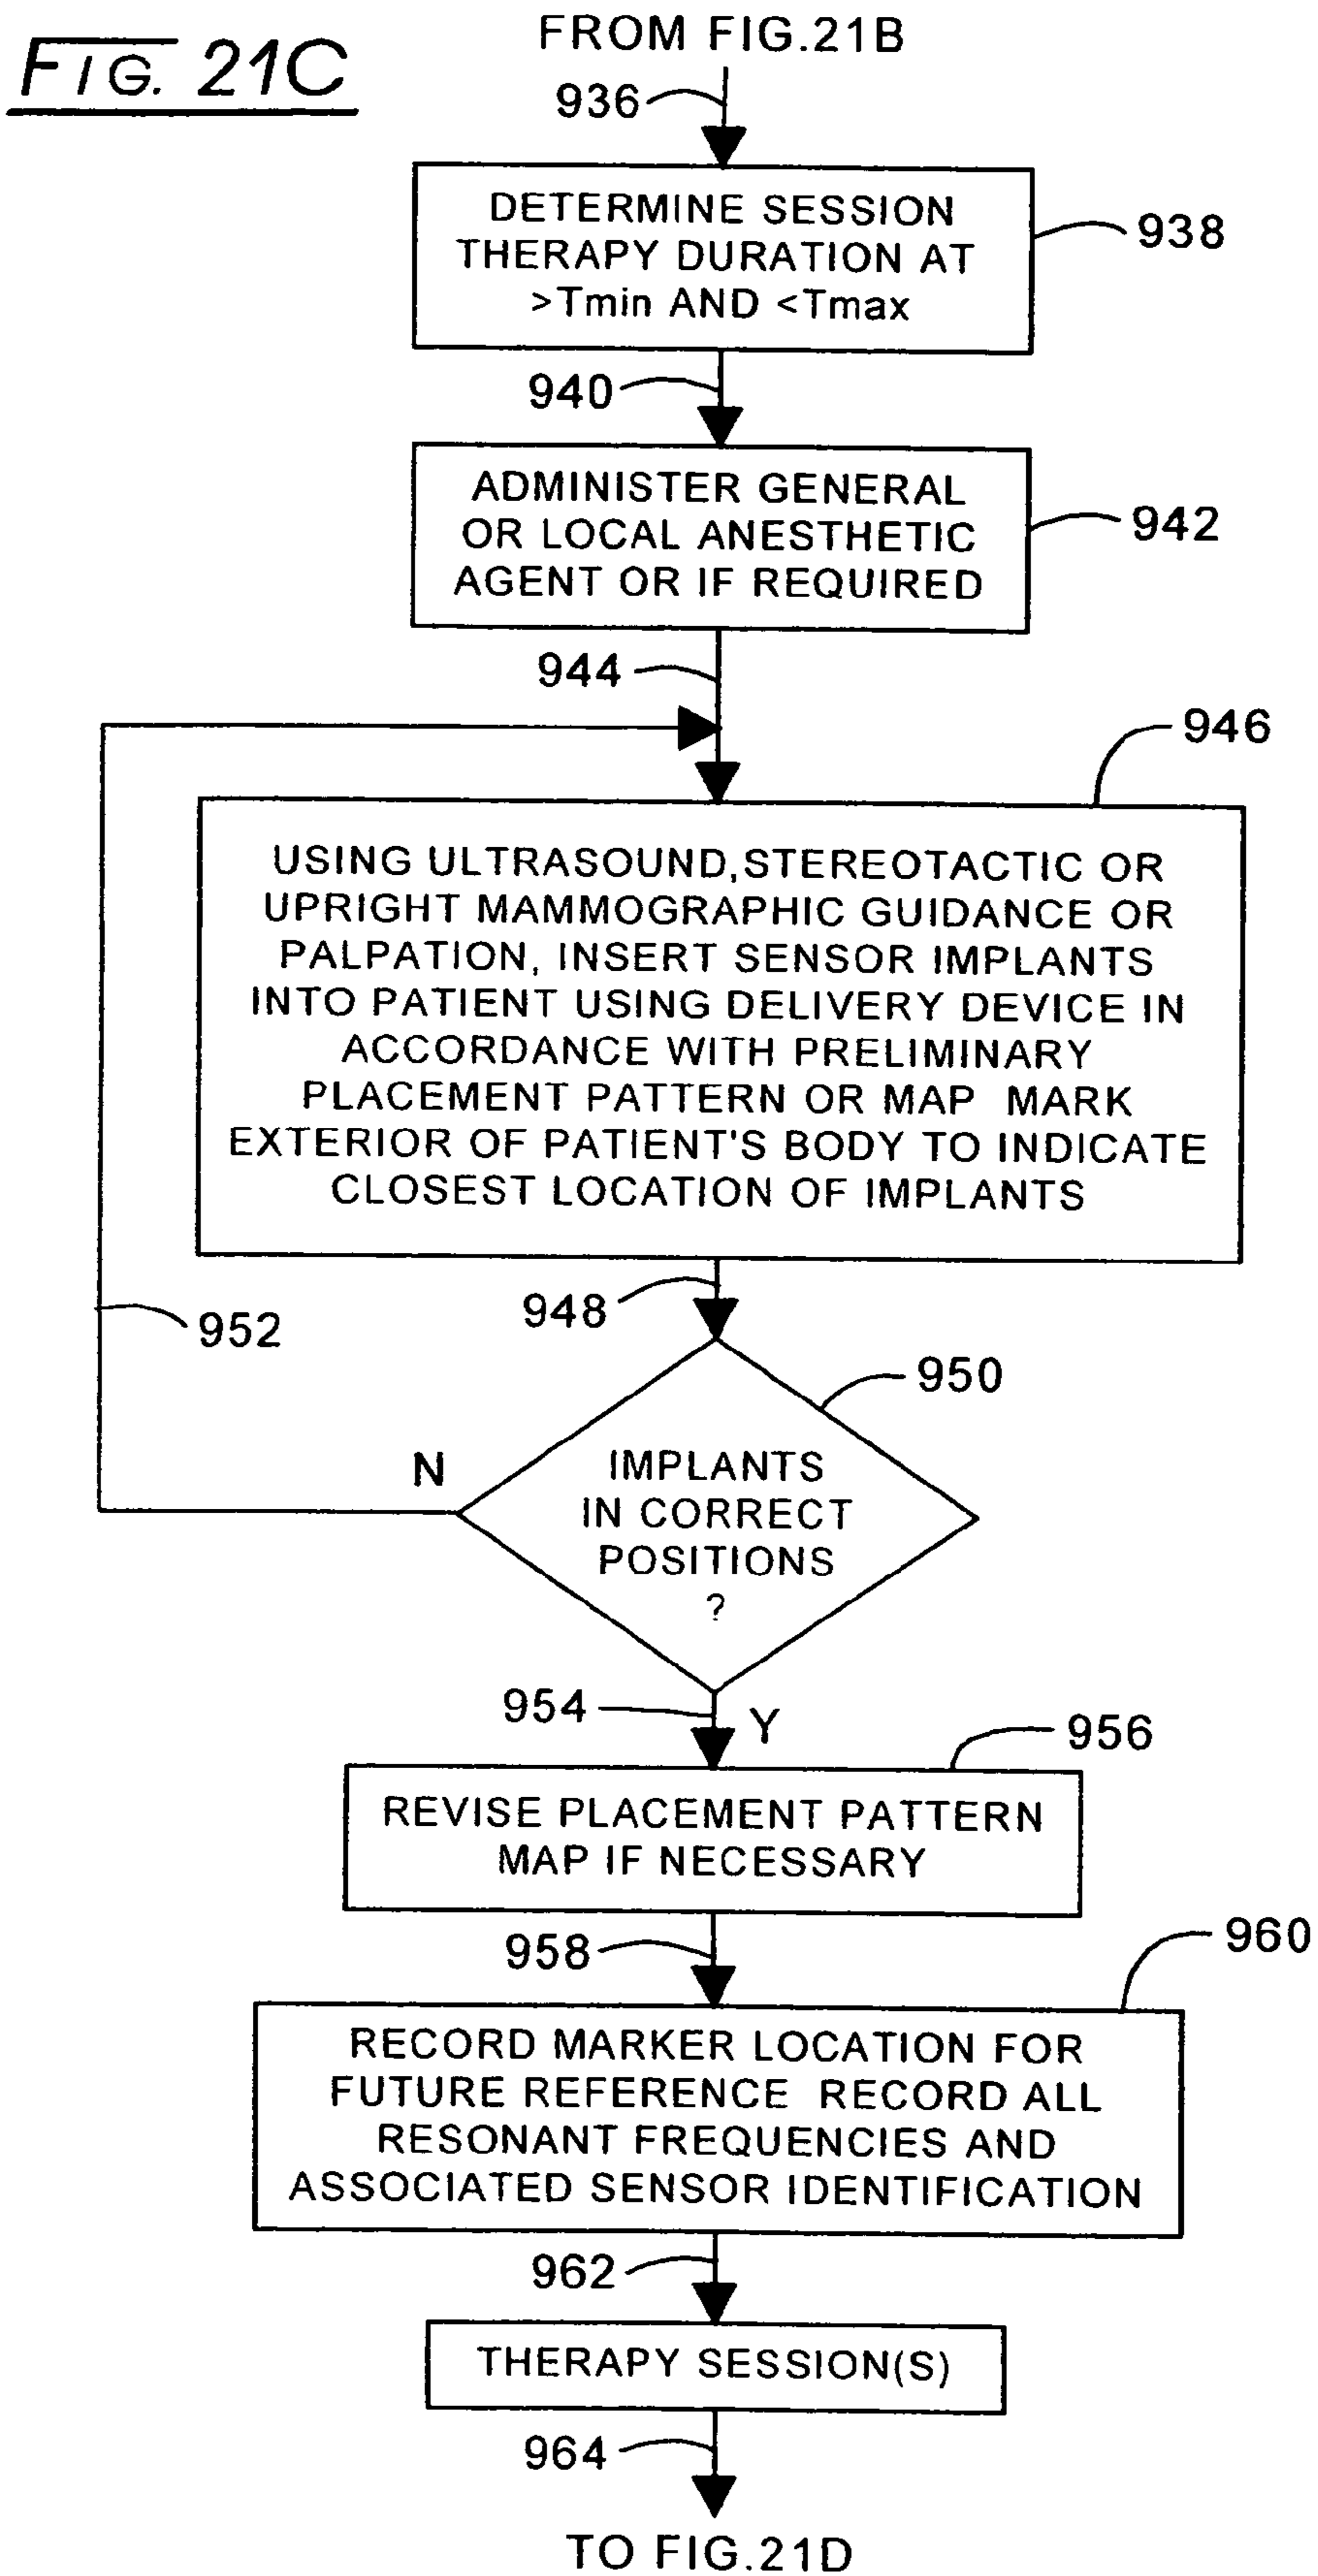 FIG. 21C
FROM FIG.21B
936
DETERMINE SESSION
THERAPY DURATION AT
>Tmin AND <Tmax
938
940
ADMINISTER GENERAL
OR LOCAL ANESTHETIC
AGENT OR IF REQUIRED
942
944
946
USING ULTRASOUND,STEREOTACTIC OR
UPRIGHT MAMMOGRAPHIC GUIDANCE OR
PALPATION, INSERT SENSOR IMPLANTS
INTO PATIENT USING DELIVERY DEVICE IN
ACCORDANCE WITH PRELIMINARY
PLACEMENT PATTERN OR MAP MARK
EXTERIOR OF PATIENT'S BODY TO INDICATE
CLOSEST LOCATION OF IMPLANTS
948
952
950
N
IMPLANTS
IN CORRECT
POSITIONS
?
954
Y
956
REVISE PLACEMENT PATTERN
MAP IF NECESSARY
958
960
RECORD MARKER LOCATION FOR
FUTURE REFERENCE RECORD ALL
RESONANT FREQUENCIES AND
ASSOCIATED SENSOR IDENTIFICATION
962
THERAPY SESSION(S)
964
TO FIG.21D